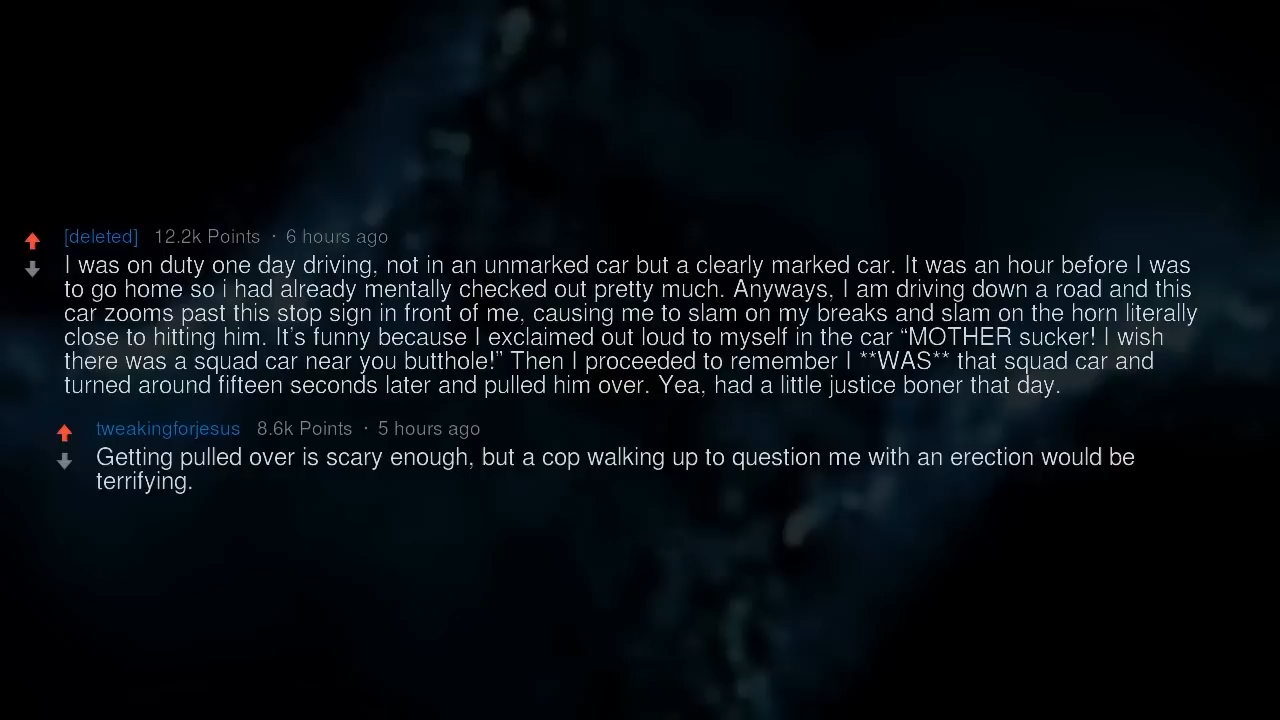 [deleted] 12.2k Points · 6 hours ago
I was on duty one day driving, not in an unmarked car but a clearly marked car. It was an hour before I was
to go home so i had already mentally checked out pretty much. Anyways, I am driving down a road and this
car zooms past this stop sign in front of me, causing me to slam on my breaks and slam on the horn literally
close to hitting him. It's funny because I exclaimed out loud to myself in the car “MOTHER sucker! I wish
there was a squad car near you butthole!” Then I proceeded to remember I **WAS** that squad car and
turned around fifteen seconds later and pulled him over. Yea, had a little justice boner that day.
tweakingforjesus 8.6k Points · 5 hours ago
Getting pulled over is scary enough, but a cop walking up to question me with an erection would be
terrifying.